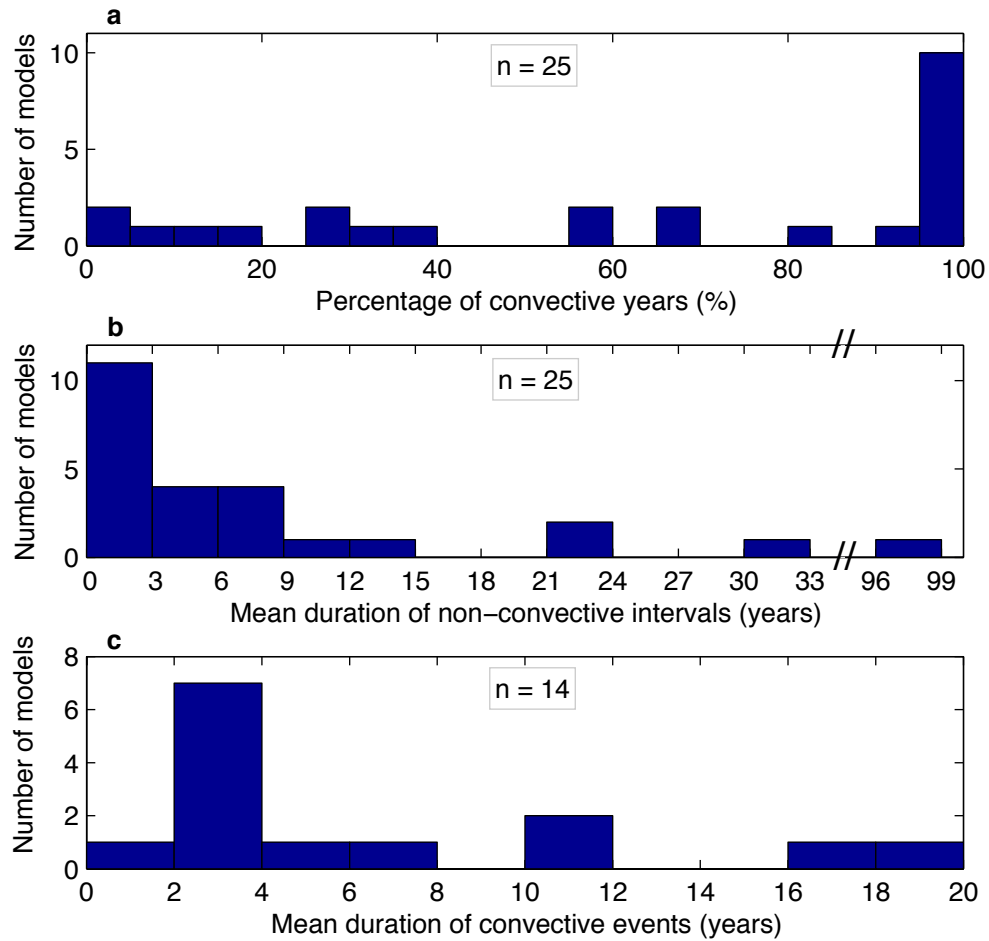 a
n = 25
10
5
0
Number of models
0 20 40 60 80 100
Percentage of convective years (%)
b
n = 25
10
5
0
Number of models
0 3 6 9 12 15 18 21 24 27 30 33 96 99
Mean duration of non−convective intervals (years)
c
n = 14
8
6
4
2
0
Number of models
0 2 4 6 8 10 12 14 16 18 20
Mean duration of convective events (years)